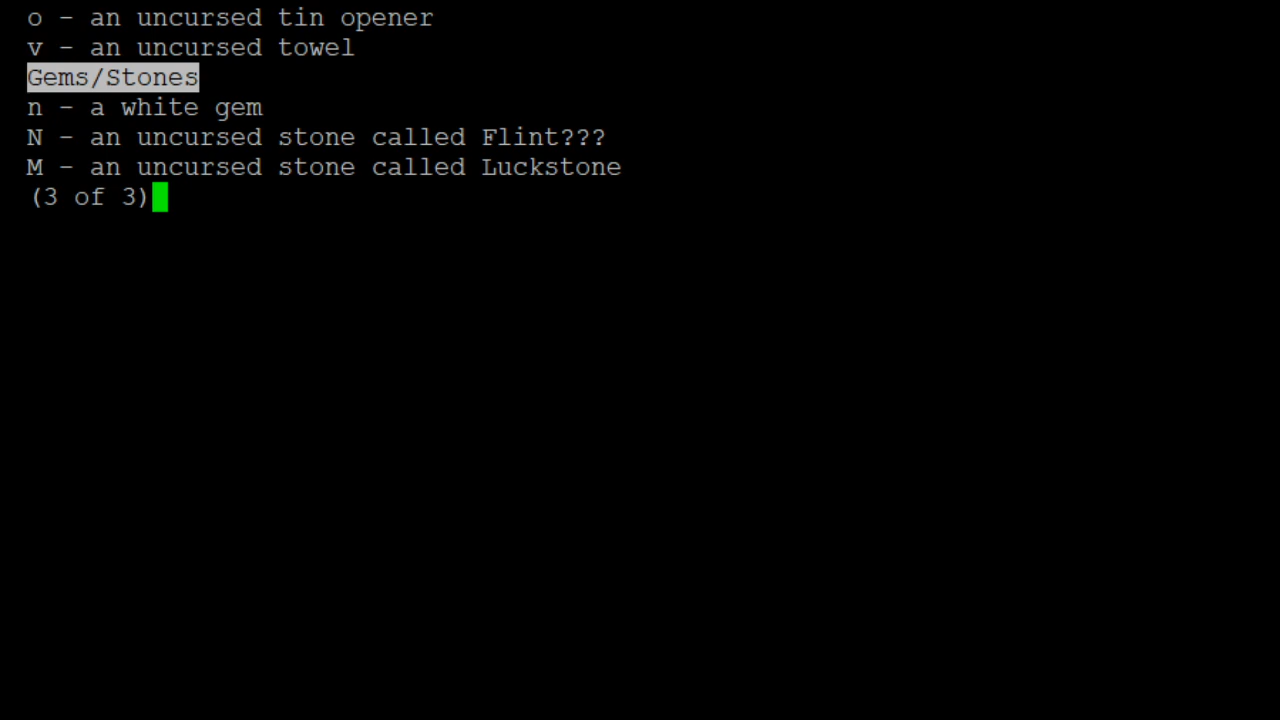 o - an uncursed tin opener
v - an uncursed towel
Gems/Stones
n - a white gem
N - an uncursed stone called Flint???
M - an uncursed stone called Luckstone
(3 of 3)